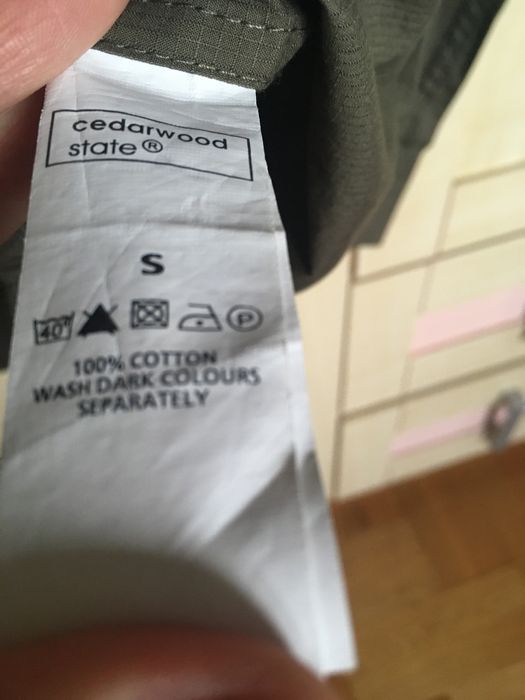 cedarwood
state®
S
40° P
100% COTTON
WASH DARK COLOURS
SEPARATELY